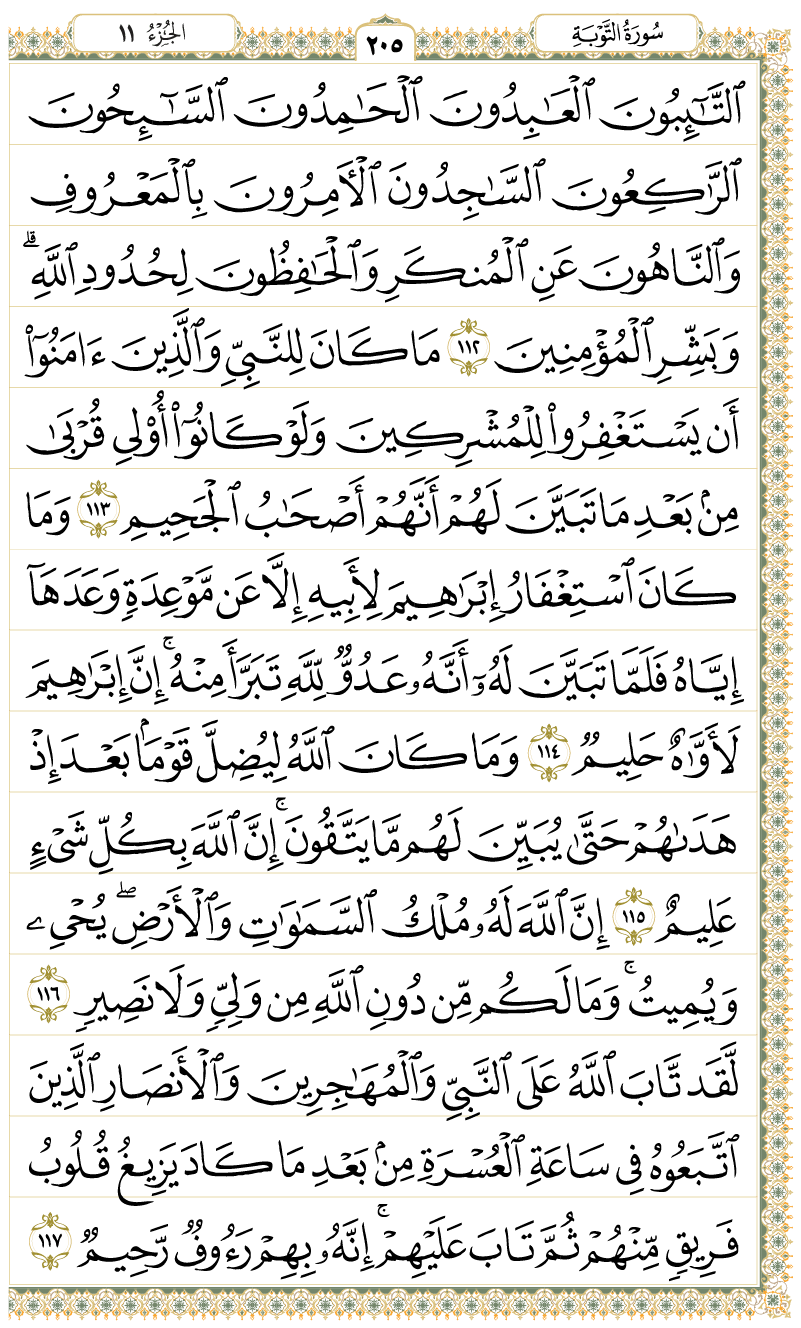 سُورَةُ التَّوْبَةِ
٢٠٥
الجُزْءُ ١١
ٱلتَّـٰٓئِبُونَ ٱلْعَـٰبِدُونَ ٱلْحَـٰمِدُونَ ٱلسَّـٰٓئِحُونَ
ٱلرَّٰكِعُونَ ٱلسَّـٰجِدُونَ ٱلْـَٔامِرُونَ بِٱلْمَعْرُوفِ
وَٱلنَّاهُونَ عَنِ ٱلْمُنكَرِ وَٱلْحَـٰفِظُونَ لِحُدُودِ ٱللَّهِ ۗ
وَبَشِّرِ ٱلْمُؤْمِنِينَ ١١٢ مَا كَانَ لِلنَّبِىِّ وَٱلَّذِينَ ءَامَنُوٓا۟
أَن يَسْتَغْفِرُوا۟ لِلْمُشْرِكِينَ وَلَوْ كَانُوٓا۟ أُو۟لِى قُرْبَىٰ
مِنۢ بَعْدِ مَا تَبَيَّنَ لَهُمْ أَنَّهُمْ أَصْحَـٰبُ ٱلْجَحِيمِ ١١٣ وَمَا
كَانَ ٱسْتِغْفَارُ إِبْرَٰهِيمَ لِأَبِيهِ إِلَّا عَن مَّوْعِدَةٍ وَعَدَهَآ
إِيَّاهُ فَلَمَّا تَبَيَّنَ لَهُۥٓ أَنَّهُۥ عَدُوٌّ لِّلَّهِ تَبَرَّأَ مِنْهُ ۚ إِنَّ إِبْرَٰهِيمَ
لَأَوَّٰهٌ حَلِيمٌ ١١٤ وَمَا كَانَ ٱللَّهُ لِيُضِلَّ قَوْمًۢا بَعْدَ إِذْ
هَدَىٰهُمْ حَتَّىٰ يُبَيِّنَ لَهُم مَّا يَتَّقُونَ ۚ إِنَّ ٱللَّهَ بِكُلِّ شَىْءٍ
عَلِيمٌ ١١٥ إِنَّ ٱللَّهَ لَهُۥ مُلْكُ ٱلسَّمَـٰوَٰتِ وَٱلْأَرْضِ ۖ يُحْىِۦ
وَيُمِيتُ ۚ وَمَا لَكُم مِّن دُونِ ٱللَّهِ مِن وَلِىٍّ وَلَا نَصِيرٍ ١١٦
لَّقَد تَّابَ ٱللَّهُ عَلَى ٱلنَّبِىِّ وَٱلْمُهَـٰجِرِينَ وَٱلْأَنصَارِ ٱلَّذِينَ
ٱتَّبَعُوهُ فِى سَاعَةِ ٱلْعُسْرَةِ مِنۢ بَعْدِ مَا كَادَ يَزِيغُ قُلُوبُ
فَرِيقٍ مِّنْهُمْ ثُمَّ تَابَ عَلَيْهِمْ ۚ إِنَّهُۥ بِهِمْ رَءُوفٌ رَّحِيمٌ ١١٧